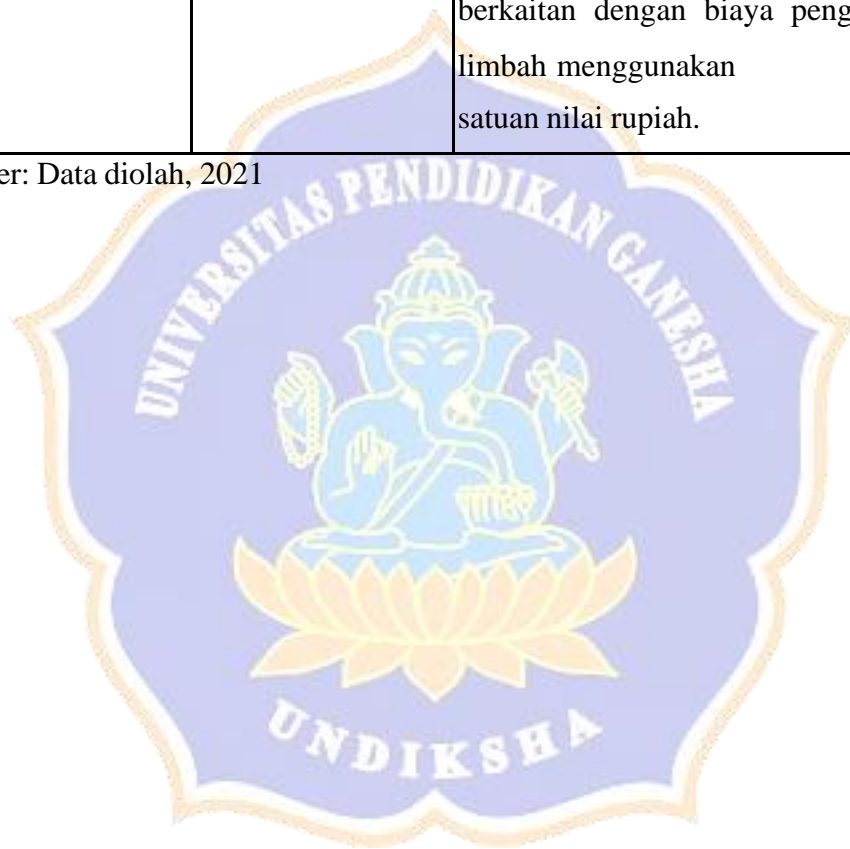 berkaitan dengan biaya peng
limbah menggunakan
satuan nilai rupiah.
er: Data diolah, 2021
UNIVERSITAS PENDIDIKAN GANESHA
UNDIKSHA